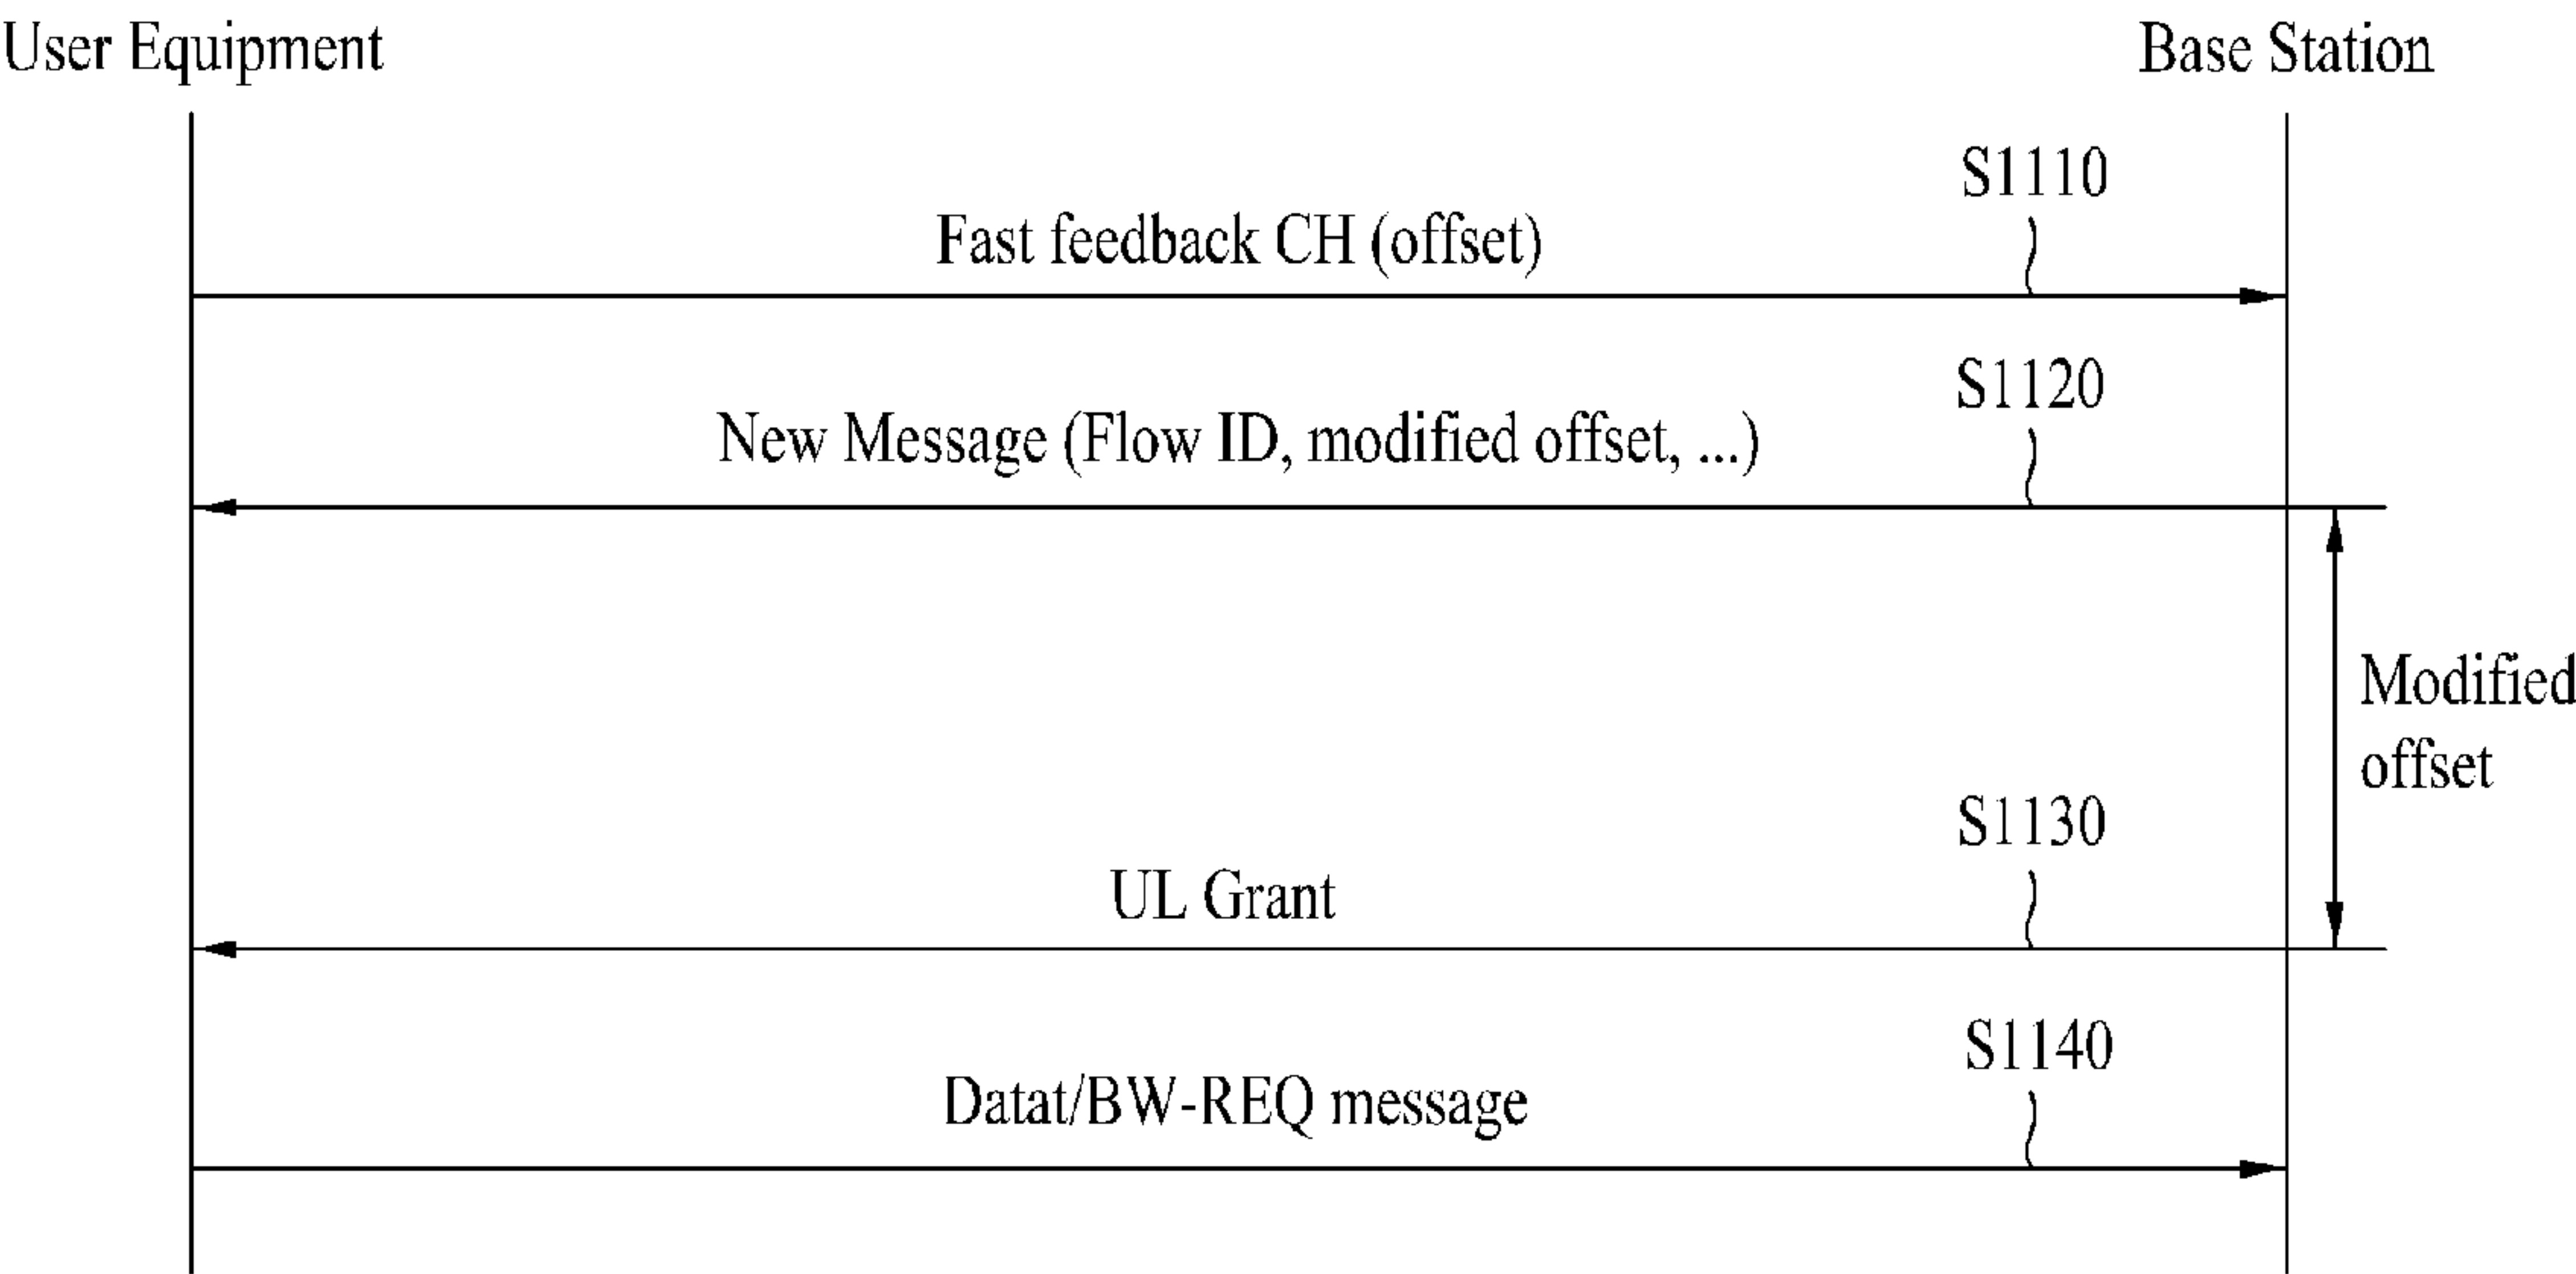 User Equipment
Base Station
S1110
Fast feedback CH (offset)
S1120
New Message (Flow ID, modified offset, ...)
Modified
offset
S1130
UL Grant
S1140
Datat/BW-REQ message